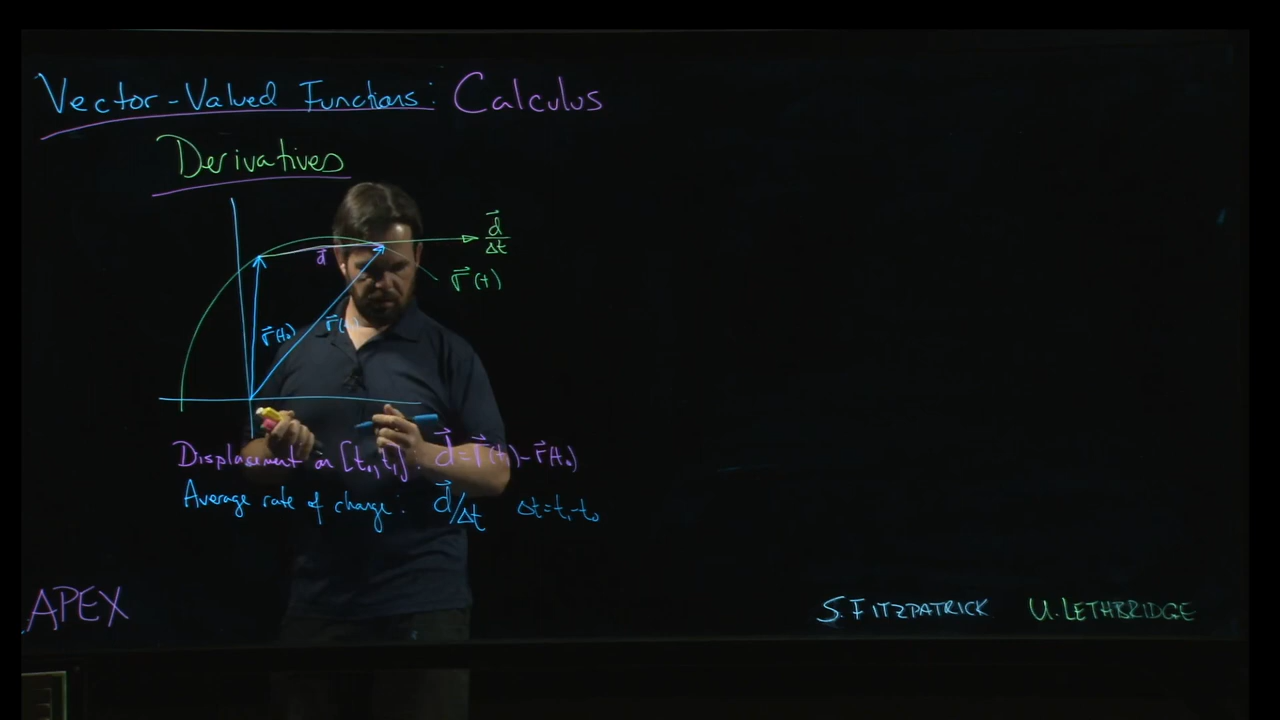 Vector-Valued Functions: Calculus
Derivatives
d⃗/Δt
d⃗
r⃗(t)
r⃗(t₀)
Displacement on [t₀,t₁]: d⃗=r⃗(t₁)-r⃗(t₀)
Average rate of change: d⃗/Δt Δt=t₁-t₀
APEX
S. FITZPATRICK U. LETHBRIDGE